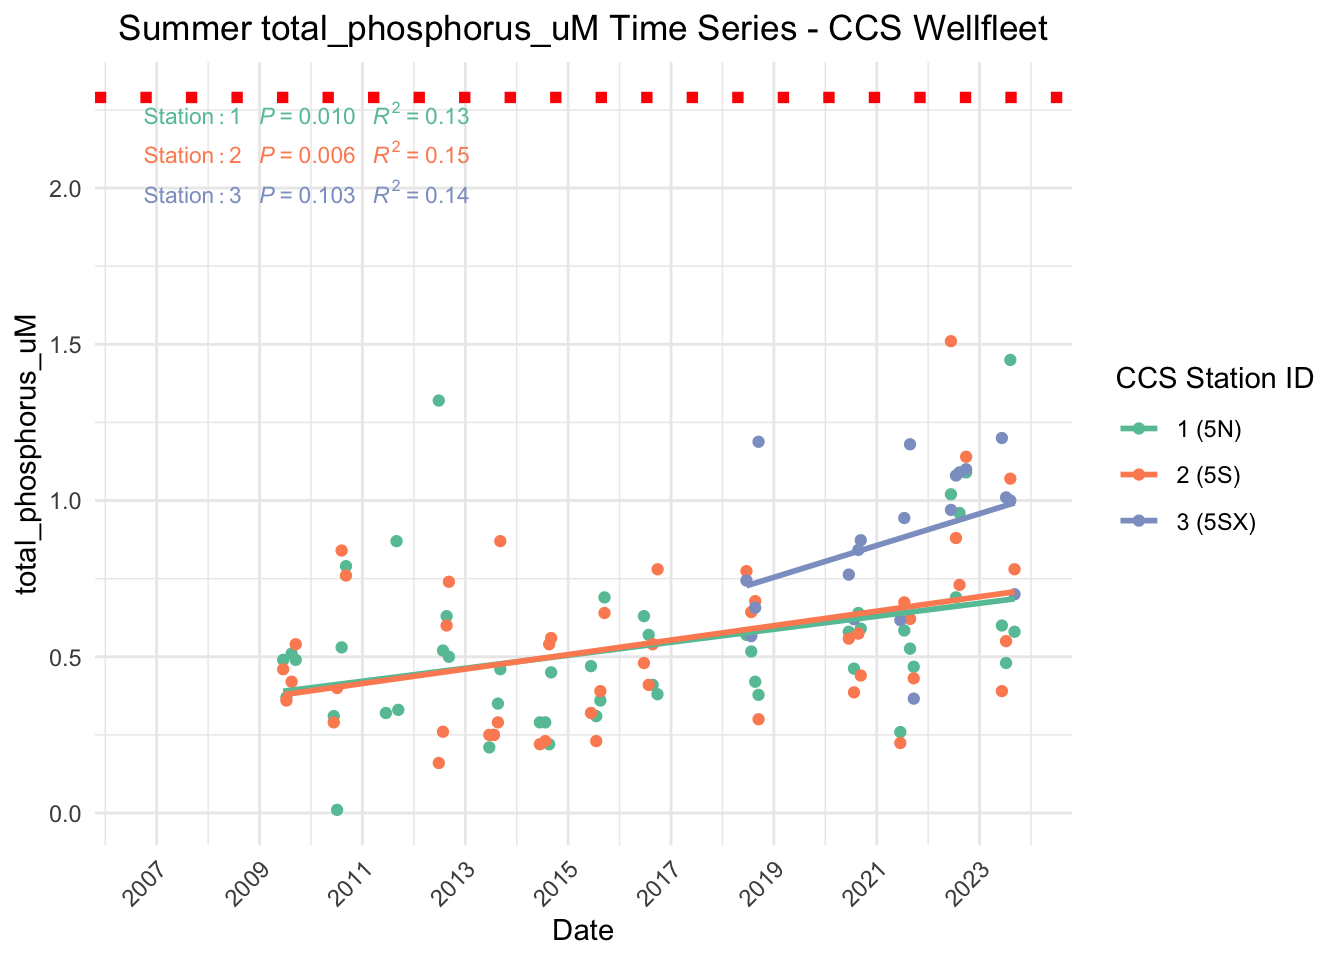 Summer total_phosphorus_uM Time Series - CCS Wellfleet
Station : 1 P = 0.010 R² = 0.13
Station : 2 P = 0.006 R² = 0.15
Station : 3 P = 0.103 R² = 0.14
2.0
1.5
1.0
0.5
0.0
total_phosphorus_uM
2007 2009 2011 2013 2015 2017 2019 2021 2023
Date
CCS Station ID
1 (5N)
2 (5S)
3 (5SX)